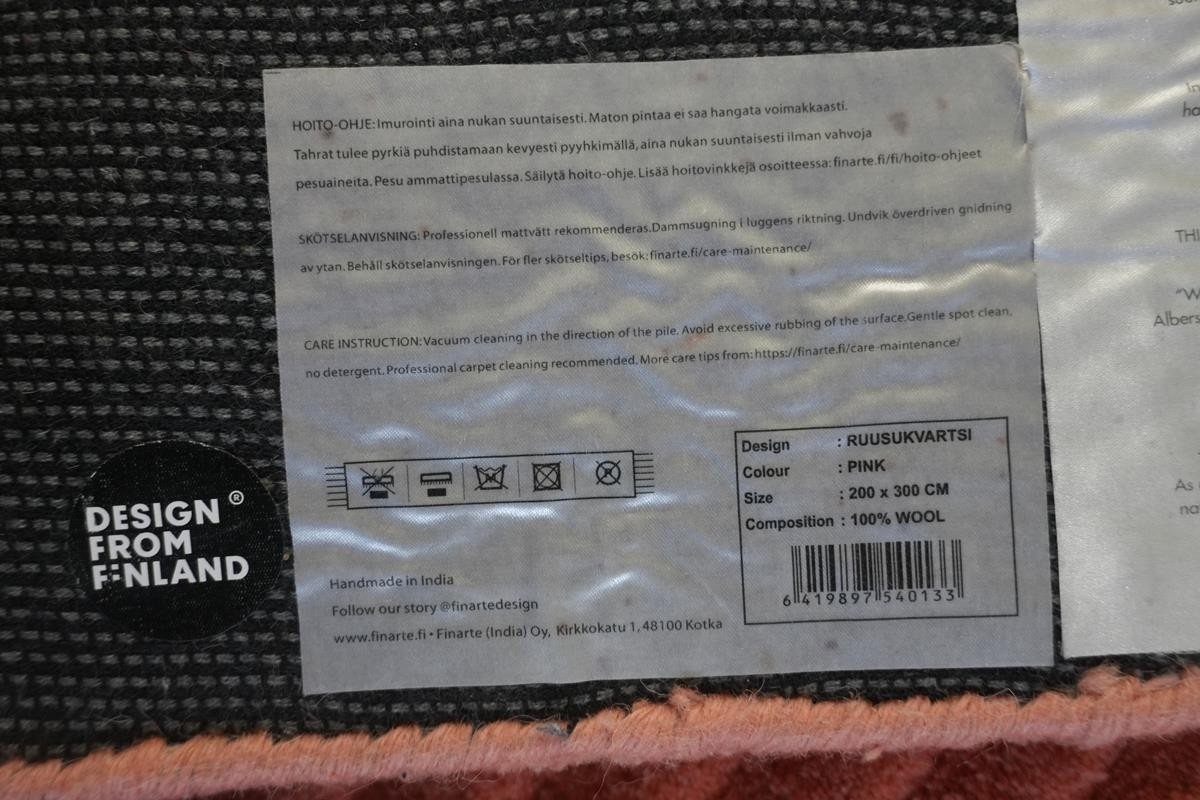 HOITO-OHJE: Imurointi aina nukan suuntaisesti. Maton pintaa ei saa hangata voimakkaasti.
Tahrat tulee pyrkiä puhdistamaan kevyesti pyyhkimällä, aina nukan suuntaisesti ilman vahvoja
pesuaineita. Pesu ammattipesulassa. Säilytä hoito-ohje. Lisää hoitovinkkejä osoitteessa: finarte.fi/fi/hoito-ohjeet
SKÖTSELANVISNING: Professionell mattvätt rekommenderas.Dammsugning i luggens riktning. Undvik överdriven gnidning
av ytan. Behåll skötselanvisningen. För fler skötseltips, besök: finarte.fi/care-maintenance/
CARE INSTRUCTION: Vacuum cleaning in the direction of the pile. Avoid excessive rubbing of the surface.Gentle spot clean,
no detergent. Professional carpet cleaning recommended. More care tips from: https://finarte.fi/care-maintenance/
Design : RUUSUKVARTSI
Colour : PINK
Size : 200 x 300 CM
Composition : 100% WOOL
6 419897 540133
Handmade in India
Follow our story @finartedesign
www.finarte.fi • Finarte (India) Oy, Kirkkokatu 1, 48100 Kotka
DESIGN ®
FROM
FINLAND
In
THI
"W
Albers
As
na